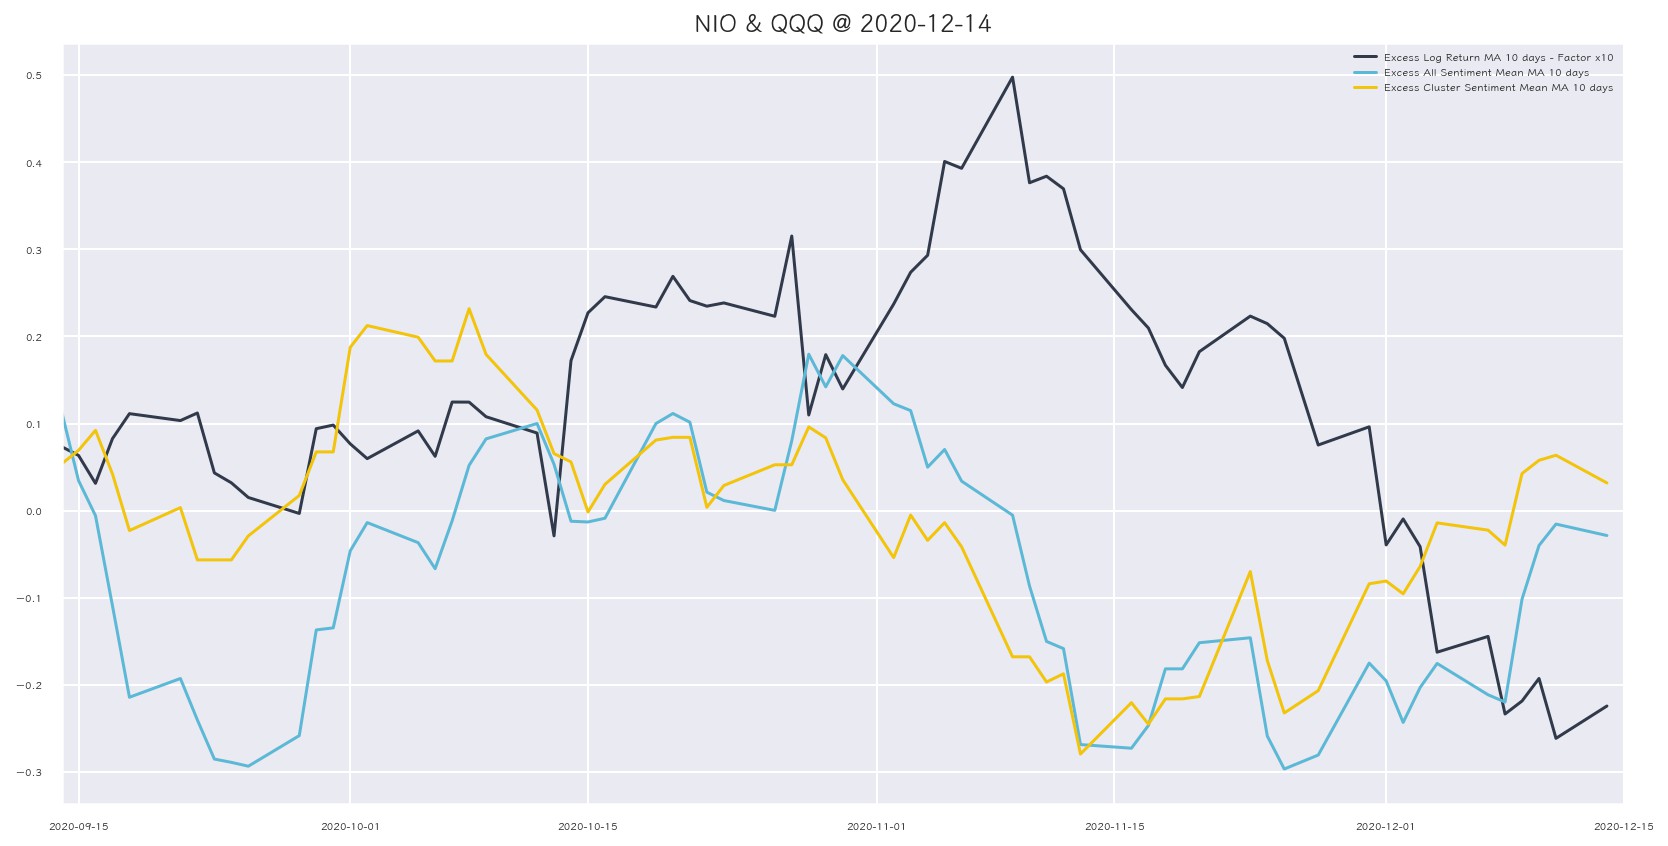 NIO & QQQ @ 2020-12-14
Excess Log Return MA 10 days - Factor x10
Excess All Sentiment Mean MA 10 days
Excess Cluster Sentiment Mean MA 10 days
0.5
0.4
0.3
0.2
0.1
0.0
−0.1
−0.2
−0.3
2020-09-15 2020-10-01 2020-10-15 2020-11-01 2020-11-15 2020-12-01 2020-12-15